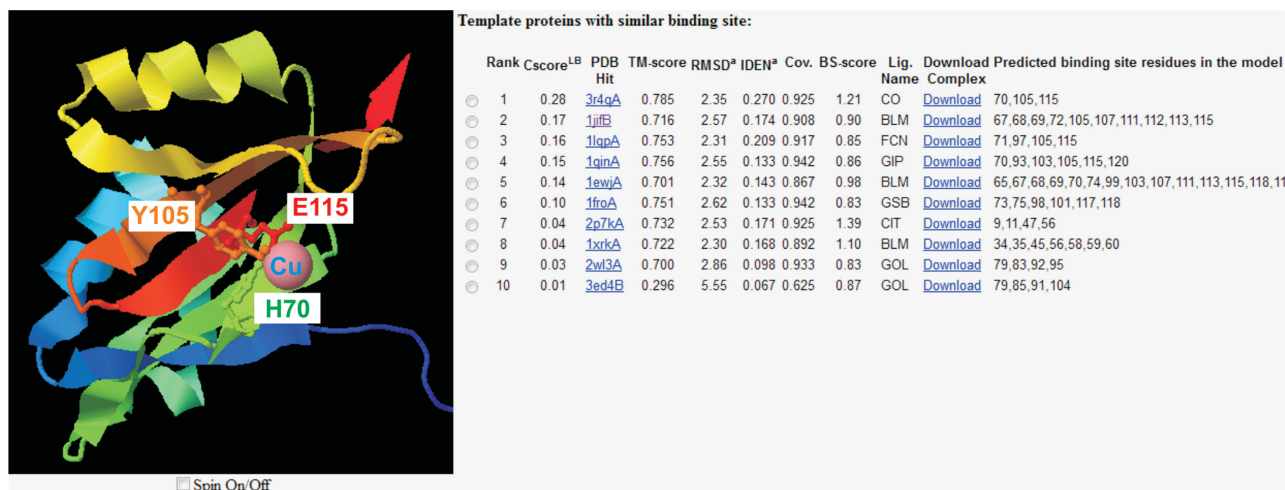 Y105
E115
Cu
H70
Spin On/Off
Template proteins with similar binding site:
Rank CscoreLB PDB Hit TM-score RMSDa IDENa Cov. BS-score Lig. Name Download Complex Predicted binding site residues in the model
1 0.28 3r4qA 0.785 2.35 0.270 0.925 1.21 CO Download 70,105,115
2 0.17 1jifB 0.716 2.57 0.174 0.908 0.90 BLM Download 67,68,69,72,105,107,111,112,113,115
3 0.16 1lqpA 0.753 2.31 0.209 0.917 0.85 FCN Download 71,97,105,115
4 0.15 1qinA 0.756 2.55 0.133 0.942 0.86 GIP Download 70,93,103,105,115,120
5 0.14 1ewjA 0.701 2.32 0.143 0.867 0.98 BLM Download 65,67,68,69,70,74,99,103,107,111,113,115,118,11
6 0.10 1froA 0.751 2.62 0.133 0.942 0.83 GSB Download 73,75,98,101,117,118
7 0.04 2p7kA 0.732 2.53 0.171 0.925 1.39 CIT Download 9,11,47,56
8 0.04 1xrkA 0.722 2.30 0.168 0.892 1.10 BLM Download 34,35,45,56,58,59,60
9 0.03 2wl3A 0.700 2.86 0.098 0.933 0.83 GOL Download 79,83,92,95
10 0.01 3ed4B 0.296 5.55 0.067 0.625 0.87 GOL Download 79,85,91,104